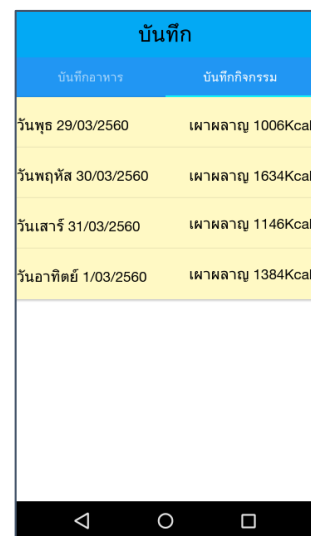 บันทึก
บันทึกอาหาร บันทึกกิจกรรม
วันพุธ 29/03/2560 เผาผลาญ 1006Kcal
วันพฤหัส 30/03/2560 เผาผลาญ 1634Kcal
วันเสาร์ 31/03/2560 เผาผลาญ 1146Kcal
วันอาทิตย์ 1/03/2560 เผาผลาญ 1384Kcal